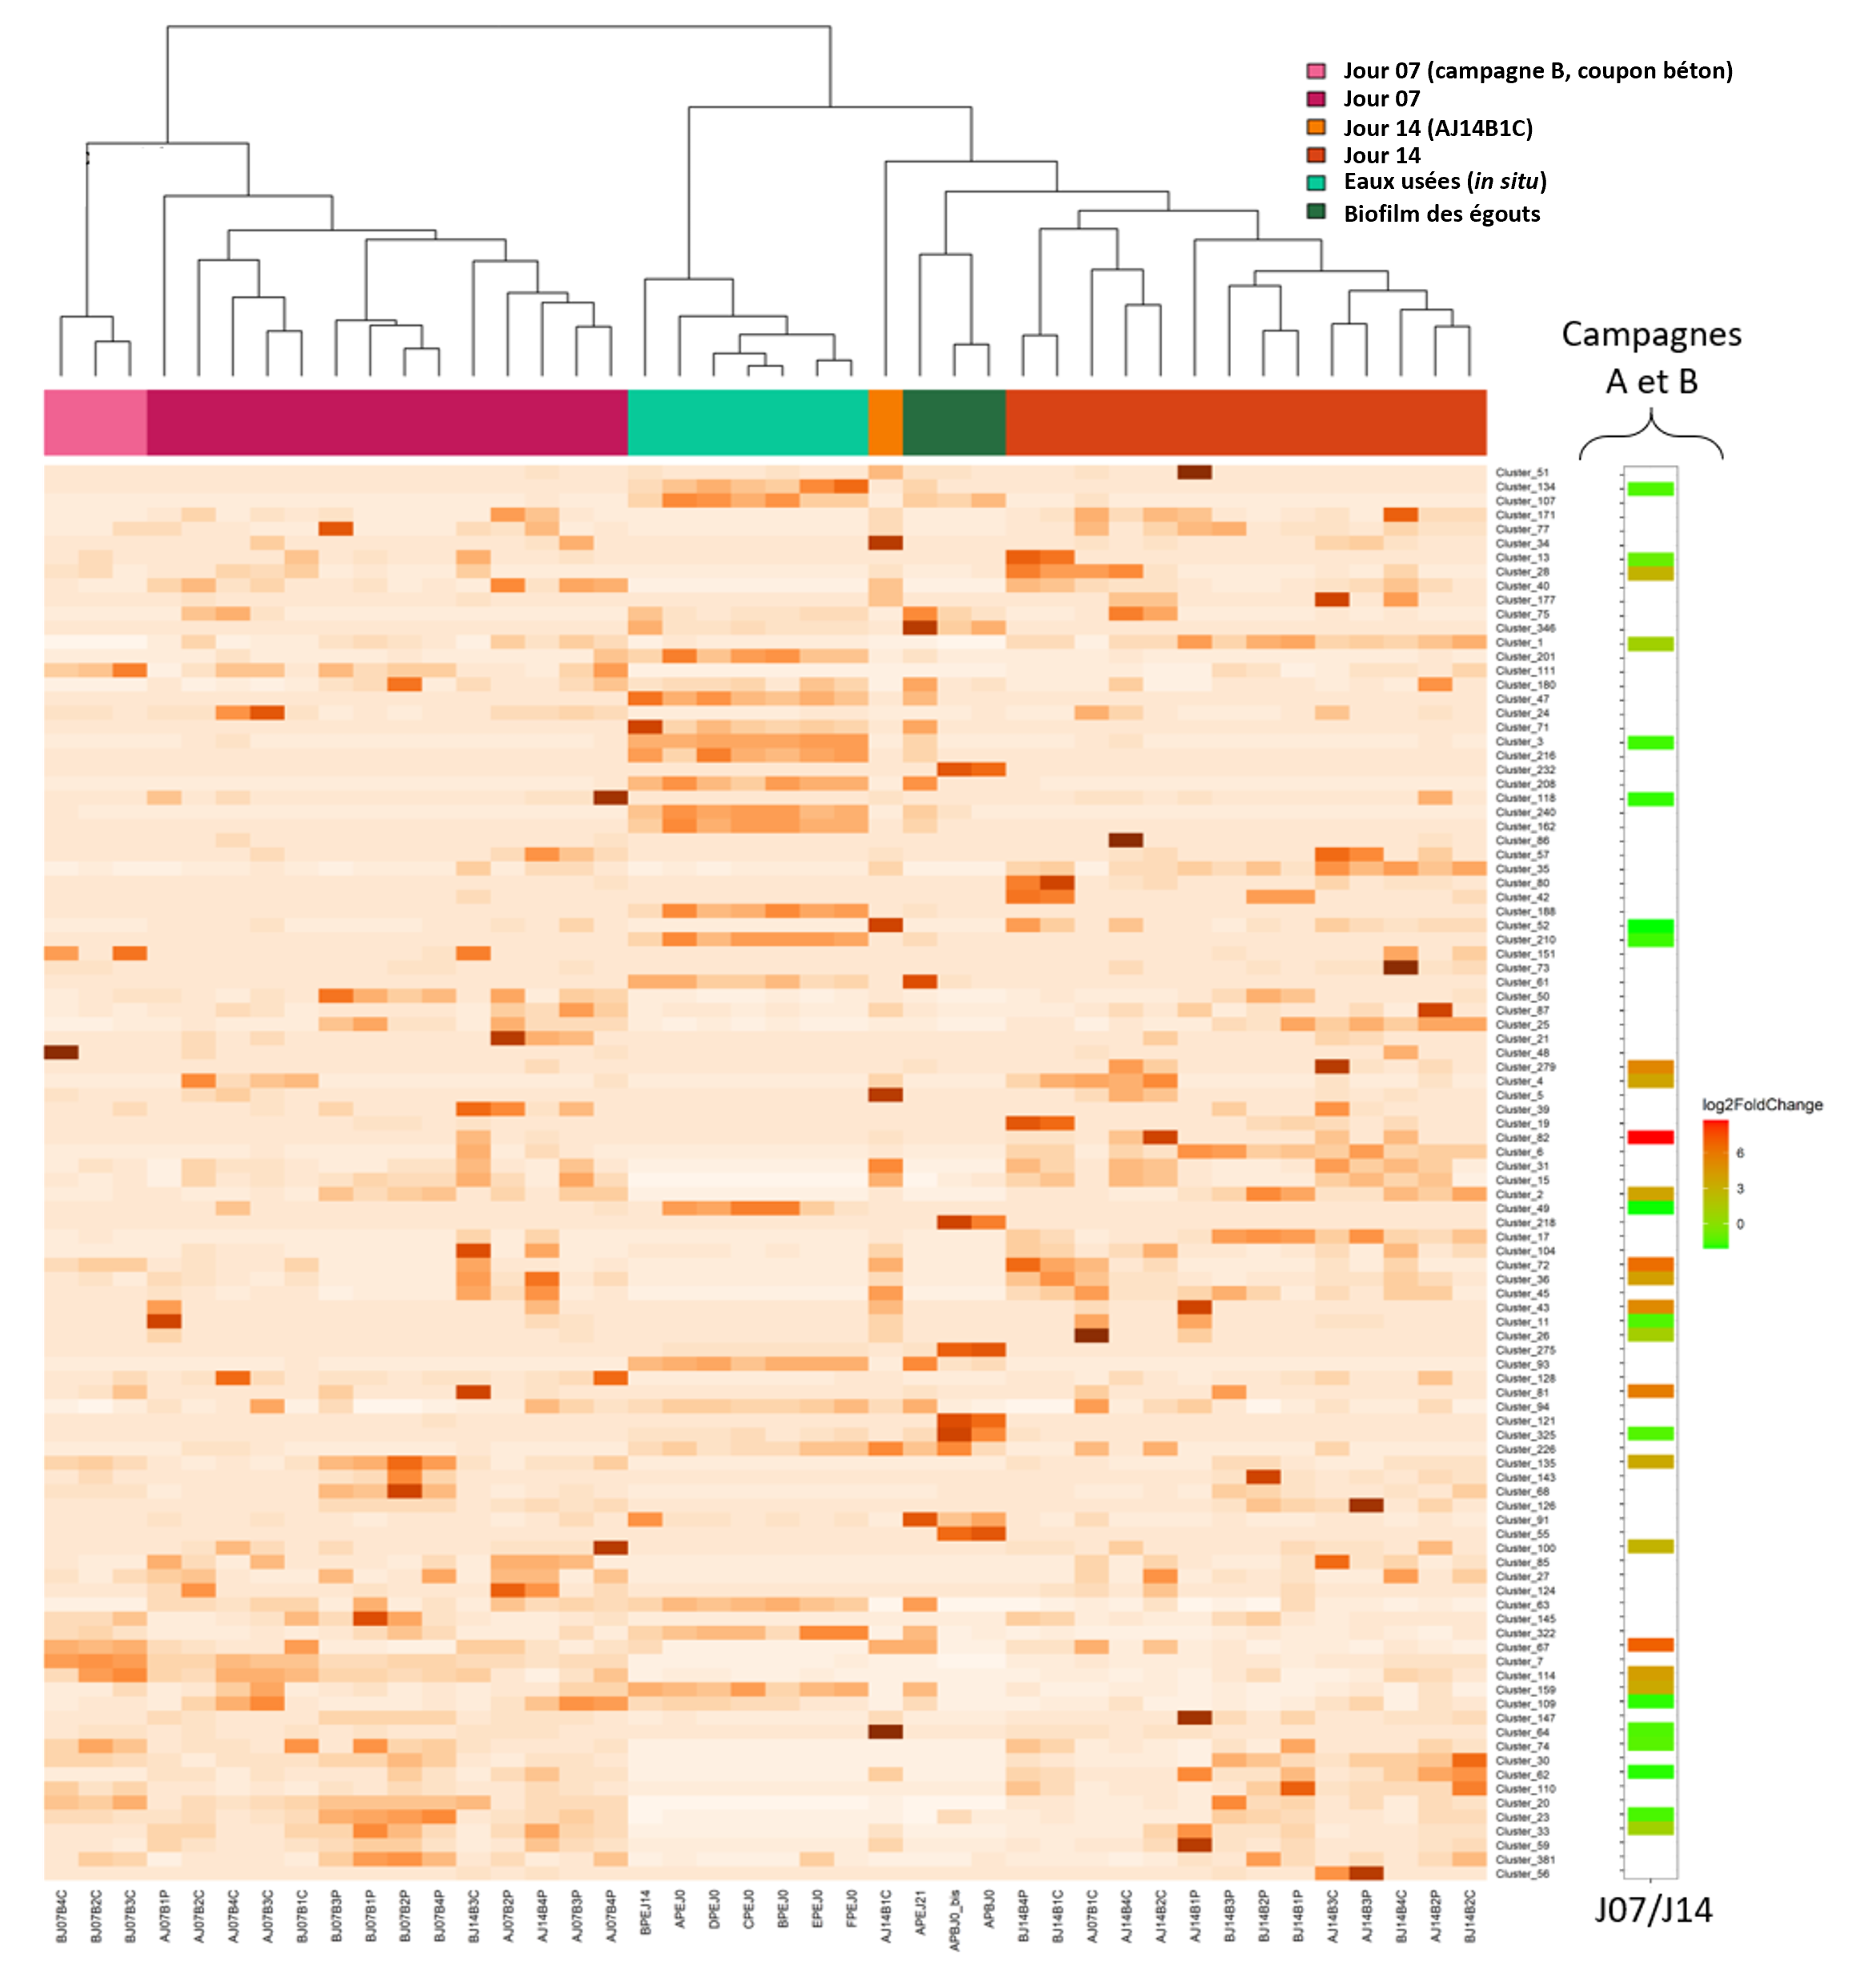 Jour 07 (campagne B, coupon béton)
Jour 07
Jour 14 (AJ14B1C)
Jour 14
Eaux usées (in situ)
Biofilm des égouts
Campagnes
A et B
Cluster_51
Cluster_134
Cluster_107
Cluster_171
Cluster_77
Cluster_34
Cluster_13
Cluster_28
Cluster_40
Cluster_177
Cluster_75
Cluster_346
Cluster_1
Cluster_201
Cluster_111
Cluster_180
Cluster_47
Cluster_24
Cluster_71
Cluster_3
Cluster_216
Cluster_232
Cluster_208
Cluster_118
Cluster_240
Cluster_162
Cluster_86
Cluster_57
Cluster_35
Cluster_80
Cluster_42
Cluster_188
Cluster_52
Cluster_210
Cluster_151
Cluster_73
Cluster_61
Cluster_50
Cluster_87
Cluster_25
Cluster_21
Cluster_48
Cluster_279
Cluster_4
Cluster_5
Cluster_39
Cluster_19
Cluster_82
Cluster_6
Cluster_31
Cluster_15
Cluster_2
Cluster_49
Cluster_218
Cluster_17
Cluster_104
Cluster_72
Cluster_36
Cluster_45
Cluster_43
Cluster_11
Cluster_26
Cluster_275
Cluster_93
Cluster_128
Cluster_81
Cluster_94
Cluster_121
Cluster_325
Cluster_226
Cluster_135
Cluster_143
Cluster_68
Cluster_126
Cluster_91
Cluster_55
Cluster_100
Cluster_85
Cluster_27
Cluster_124
Cluster_63
Cluster_145
Cluster_322
Cluster_67
Cluster_7
Cluster_114
Cluster_159
Cluster_109
Cluster_147
Cluster_64
Cluster_74
Cluster_30
Cluster_62
Cluster_110
Cluster_20
Cluster_23
Cluster_33
Cluster_59
Cluster_381
Cluster_56
log2FoldChange
6
3
0
BJ07B4C
BJ07B2C
BJ07B3C
AJ07B1P
AJ07B2C
AJ07B4C
AJ07B3C
BJ07B1C
BJ07B3P
BJ07B1P
BJ07B2P
BJ07B4P
BJ14B3C
AJ07B2P
AJ14B4P
AJ07B3P
AJ07B4P
BPEJ14
APEJ0
DPEJ0
CPEJ0
BPEJ0
EPEJ0
FPEJ0
AJ14B1C
APEJ21
APBJ0_bis
APBJ0
BJ14B4P
BJ14B1C
AJ07B1C
AJ14B4C
AJ14B2C
AJ14B1P
BJ14B3P
BJ14B2P
BJ14B1P
AJ14B3C
AJ14B3P
BJ14B4C
AJ14B2P
BJ14B2C
J07/J14